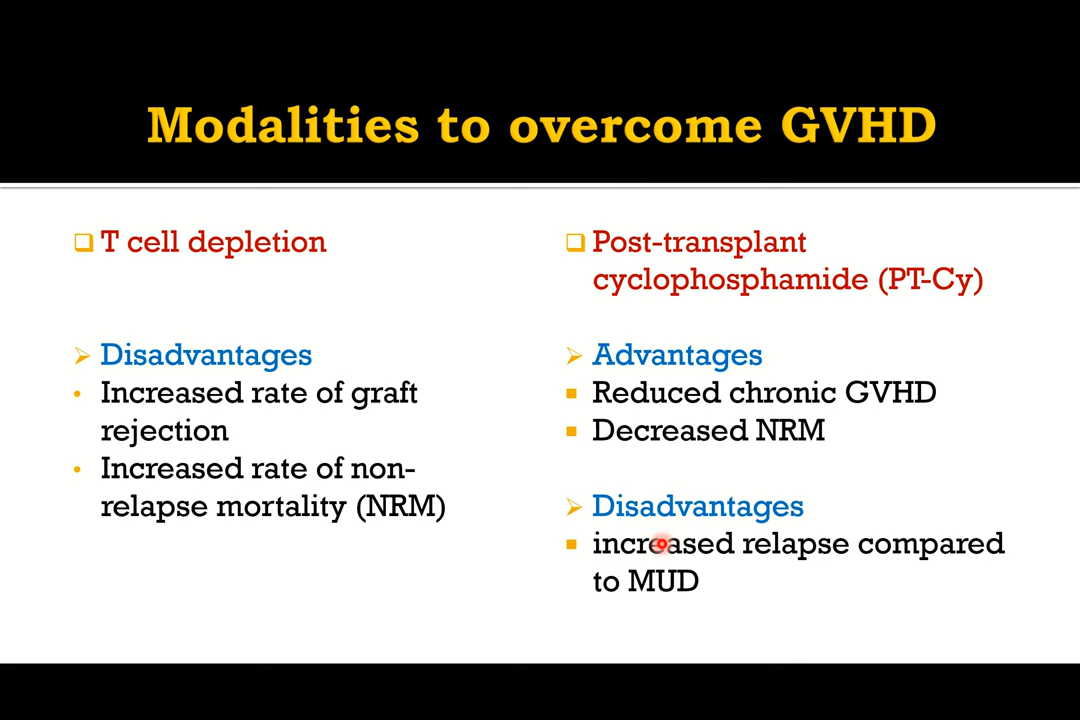 Modalities to overcome GVHD
T cell depletion
Disadvantages
Increased rate of graft
rejection
Increased rate of non-
relapse mortality (NRM)
Post-transplant
cyclophosphamide (PT-Cy)
Advantages
Reduced chronic GVHD
Decreased NRM
Disadvantages
increased relapse compared
to MUD